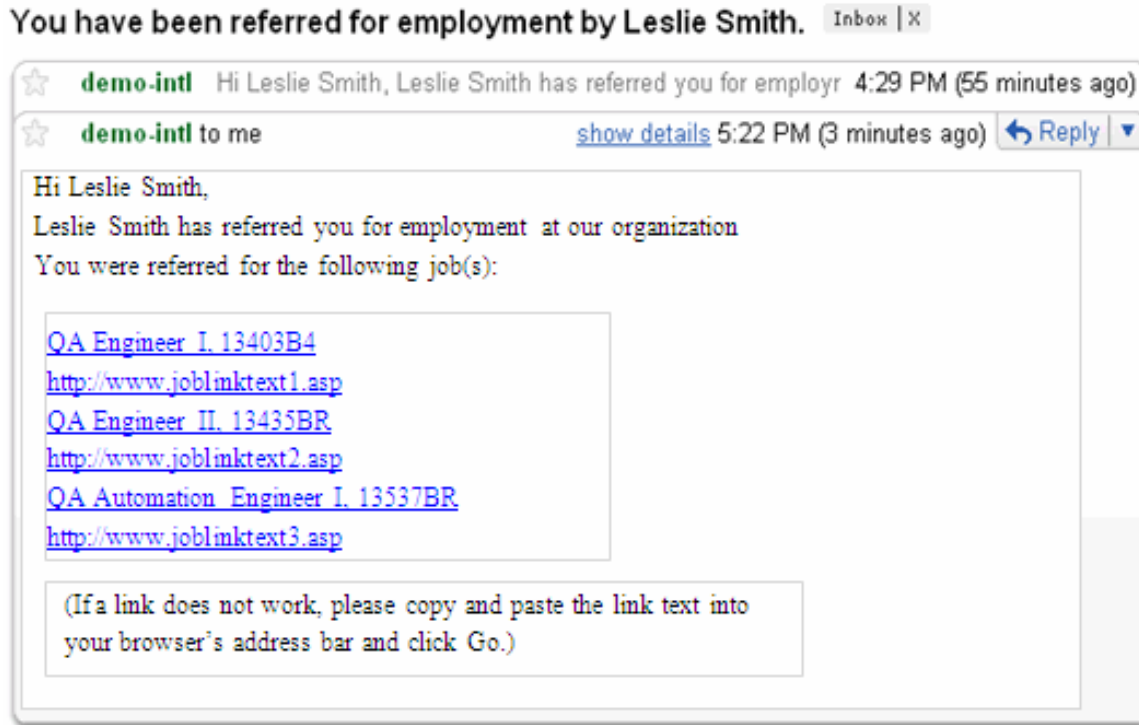 You have been referred for employment by Leslie Smith. Inbox | X
demo-intl Hi Leslie Smith, Leslie Smith has referred you for employr 4:29 PM (55 minutes ago)
demo-intl to me show details 5:22 PM (3 minutes ago) Reply
Hi Leslie Smith,
Leslie Smith has referred you for employment at our organization
You were referred for the following job(s):
QA Engineer I, 13403B4
http://www.joblinktext1.asp
QA Engineer II, 13435BR
http://www.joblinktext2.asp
QA Automation Engineer I, 13537BR
http://www.joblinktext3.asp
(If a link does not work, please copy and paste the link text into
your browser's address bar and click Go.)